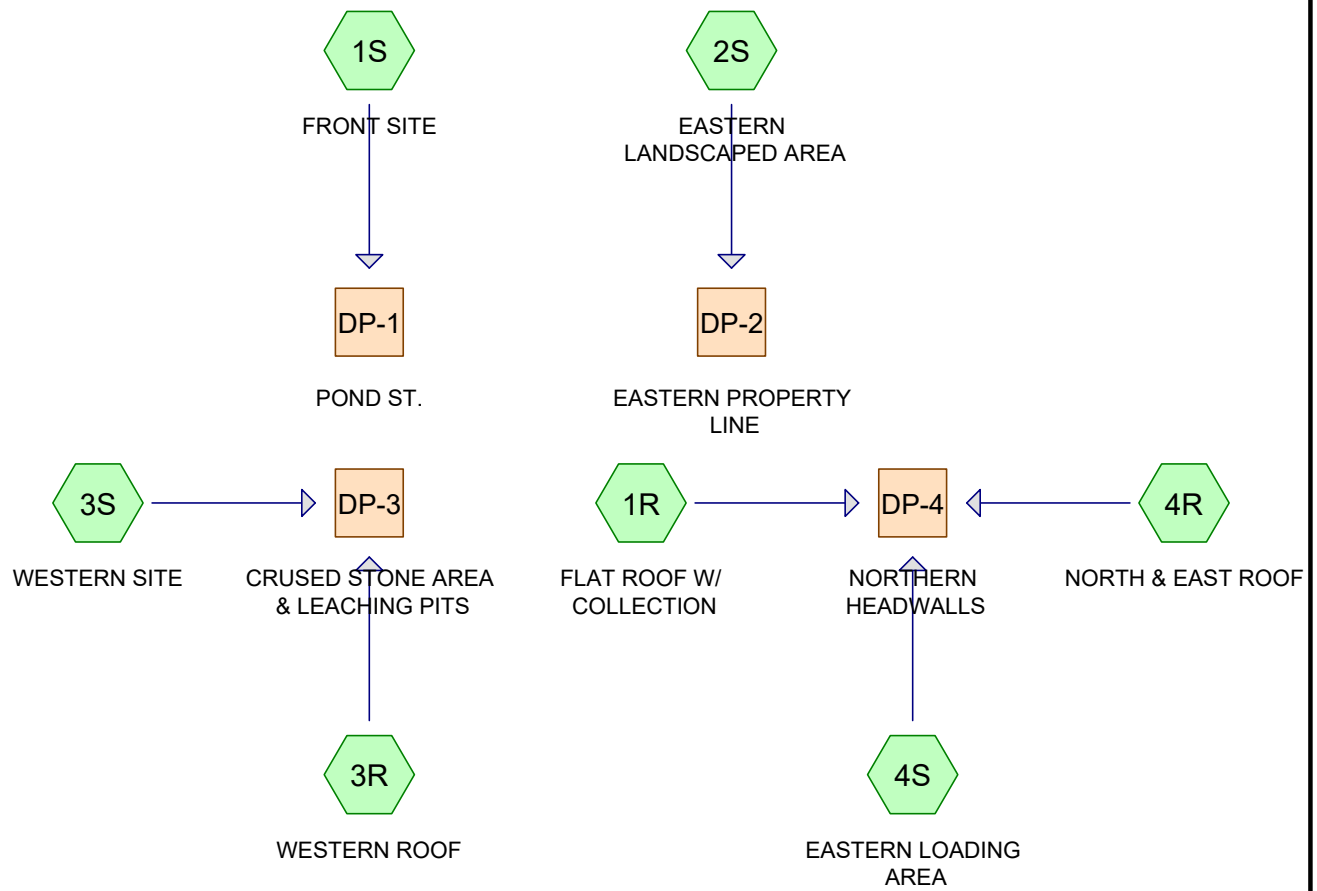 1S
FRONT SITE
2S
EASTERN
LANDSCAPED AREA
DP-1
POND ST.
DP-2
EASTERN PROPERTY
LINE
3S
WESTERN SITE
DP-3
CRUSED STONE AREA
& LEACHING PITS
1R
FLAT ROOF W/
COLLECTION
DP-4
NORTHERN
HEADWALLS
4R
NORTH & EAST ROOF
3R
WESTERN ROOF
4S
EASTERN LOADING
AREA